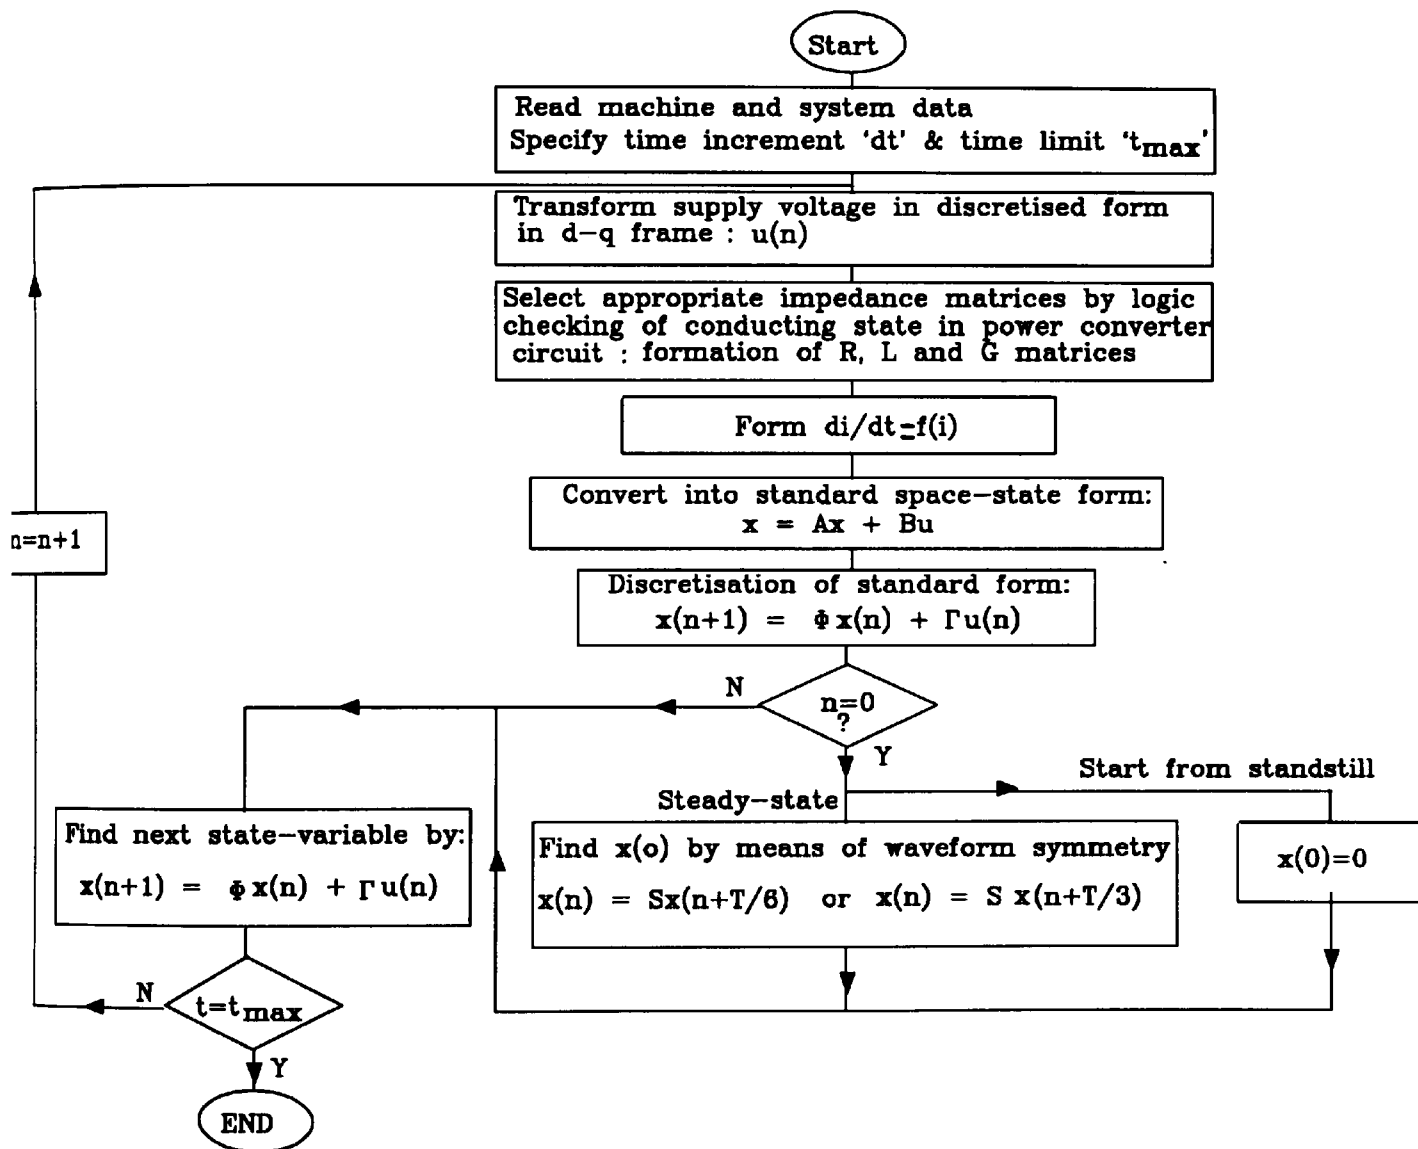 Start
Read machine and system data
Specify time increment ‘dt’ & time limit ‘tmax’
Transform supply voltage in discretised form
in d-q frame : u(n)
Select appropriate impedance matrices by logic
checking of conducting state in power converter
circuit : formation of R, L and G matrices
Form di/dt=f(i)
Convert into standard space-state form:
x = Ax + Bu
n=n+1
Discretisation of standard form:
x(n+1) = Φx(n) + Γu(n)
N
n=0
?
Y
Start from standstill
Steady-state
Find next state-variable by:
x(n+1) = Φx(n) + Γu(n)
Find x(o) by means of waveform symmetry
x(n) = Sx(n+T/6) or x(n) = S x(n+T/3)
x(0)=0
N
t=tmax
Y
END